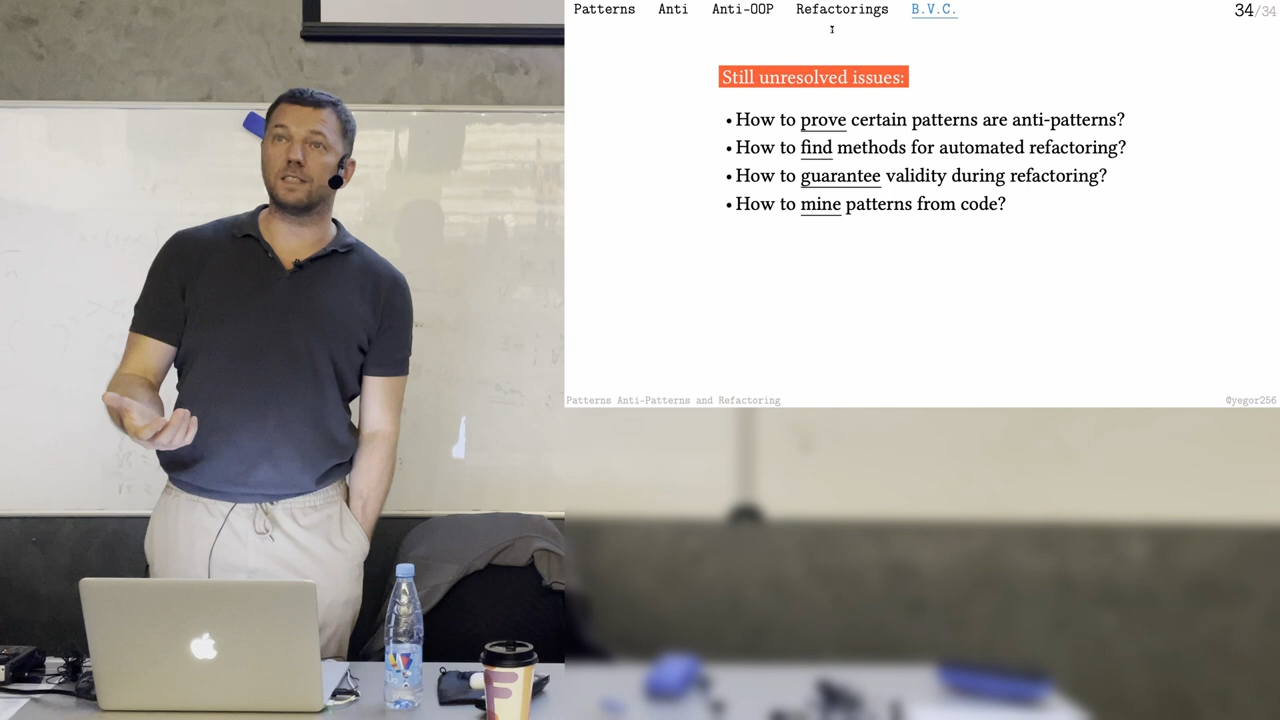 Patterns Anti Anti-OOP Refactorings B.V.C. 34/34
Still unresolved issues:
• How to prove certain patterns are anti-patterns?
• How to find methods for automated refactoring?
• How to guarantee validity during refactoring?
• How to mine patterns from code?
Patterns Anti-Patterns and Refactoring @yegor256